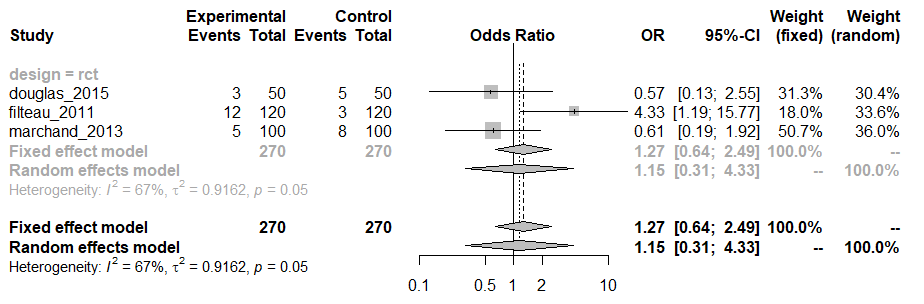 Experimental Control Weight Weight
Study Events Total Events Total Odds Ratio OR 95%-CI (fixed) (random)
design = rct
douglas_2015 3 50 5 50 0.57 [0.13; 2.55] 31.3% 30.4%
filteau_2011 12 120 3 120 4.33 [1.19; 15.77] 18.0% 33.6%
marchand_2013 5 100 8 100 0.61 [0.19; 1.92] 50.7% 36.0%
Fixed effect model 270 270 1.27 [0.64; 2.49] 100.0% --
Random effects model 1.15 [0.31; 4.33] -- 100.0%
Heterogeneity: I² = 67%, τ² = 0.9162, p = 0.05
Fixed effect model 270 270 1.27 [0.64; 2.49] 100.0% --
Random effects model 1.15 [0.31; 4.33] -- 100.0%
Heterogeneity: I² = 67%, τ² = 0.9162, p = 0.05
0.1 0.5 1 2 10